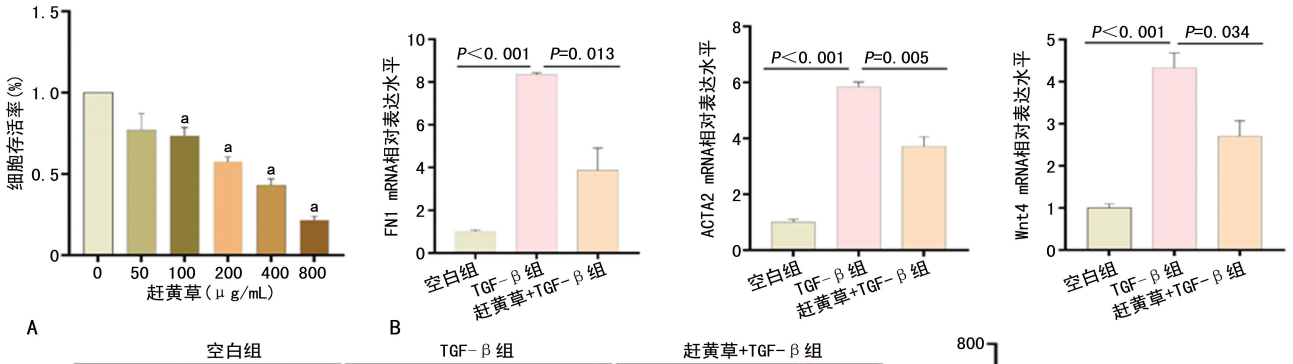 1.5
1.0
0.5
0
细胞存活率(%)
a
a
a
a
a
0 50 100 200 400 800
赶黄草(μg/mL)
A
10
8
6
4
2
0
FN1 mRNA相对表达水平
P＜0.001 P=0.013
空白组
TGF-β组
赶黄草+TGF-β组
B
8
6
4
2
0
ACTA2 mRNA相对表达水平
P＜0.001 P=0.005
空白组
TGF-β组
赶黄草+TGF-β组
5
4
3
2
1
0
Wnt4 mRNA相对表达水平
P＜0.001 P=0.034
空白组
TGF-β组
赶黄草+TGF-β组
空白组 TGF-β组 赶黄草+TGF-β组
800